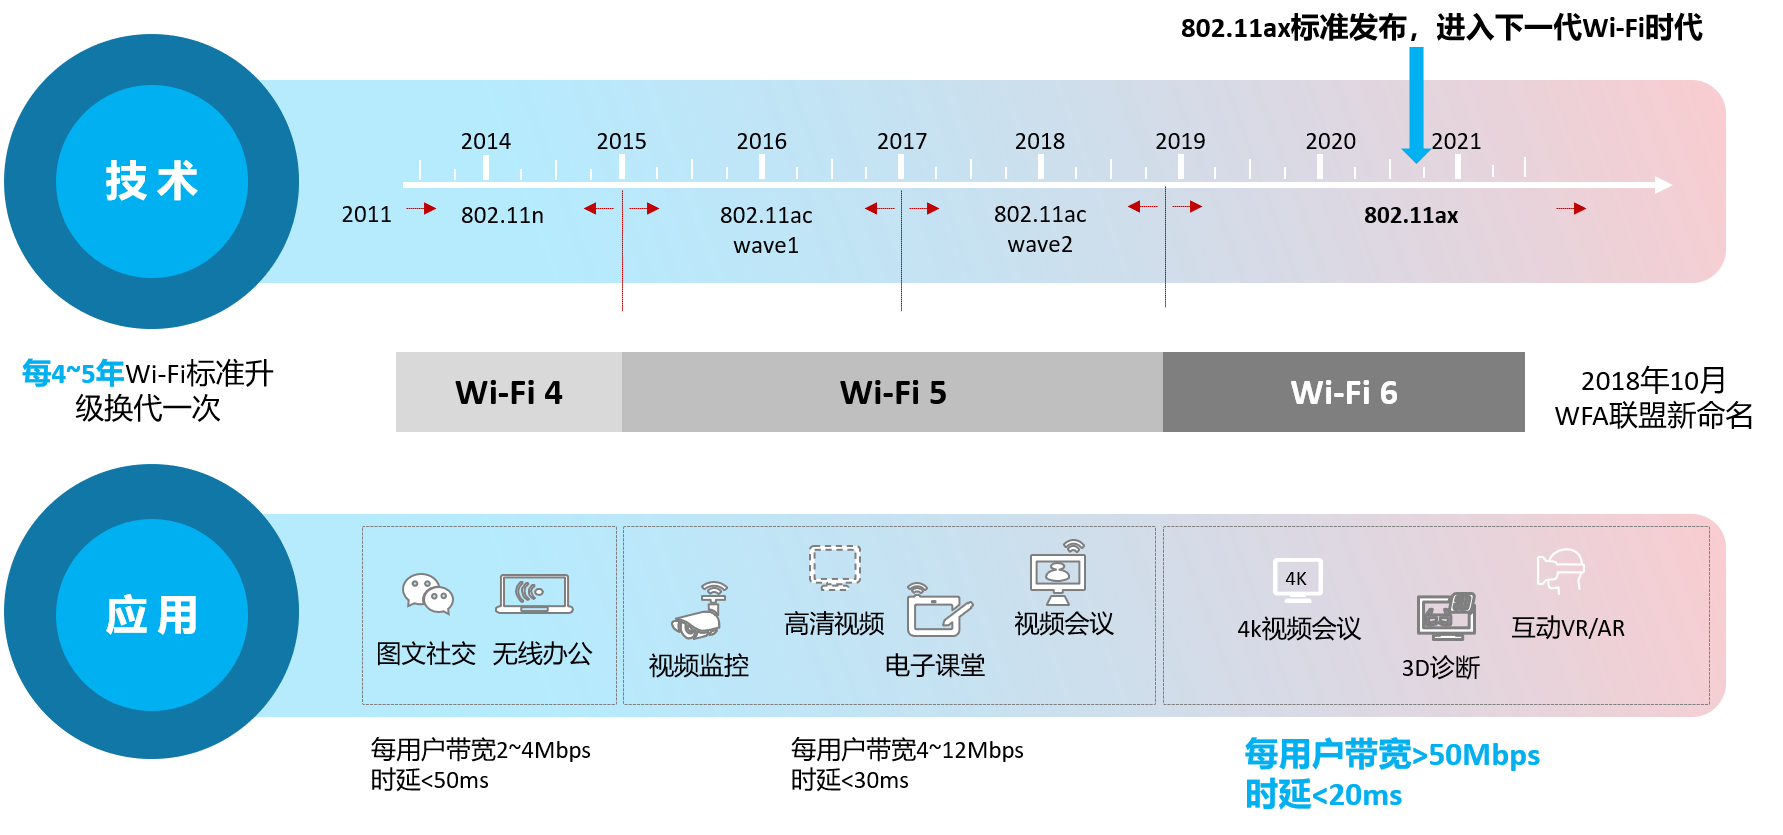 802.11ax标准发布，进入下一代Wi-Fi时代
技术
2014 2015 2016 2017 2018 2019 2020 2021
2011 802.11n 802.11ac 802.11ac 802.11ax
wave1 wave2
每4~5年Wi-Fi标准升
级换代一次
Wi-Fi 4 Wi-Fi 5 Wi-Fi 6
2018年10月
WFA联盟新命名
应用
图文社交 无线办公
视频监控 高清视频 电子课堂 视频会议
4K
4k视频会议 3D诊断 互动VR/AR
每用户带宽2~4Mbps
时延<50ms
每用户带宽4~12Mbps
时延<30ms
每用户带宽>50Mbps
时延<20ms